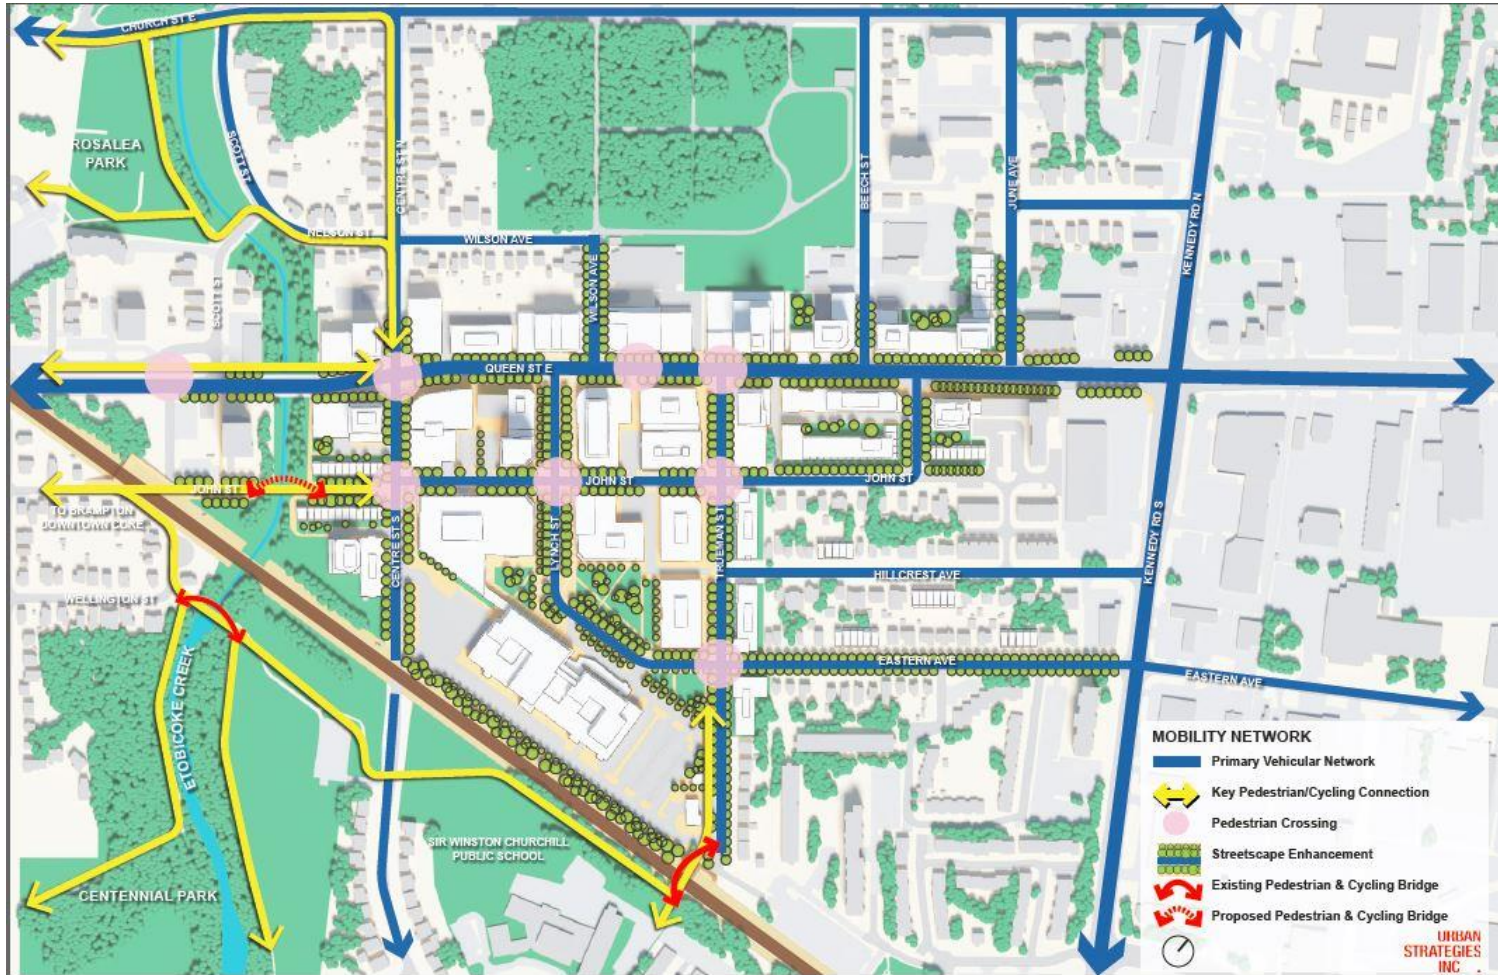 CHURCH ST E
ROSALEA
PARK
SCOTT ST
CENTRE ST N
BEECH ST
JUNE AVE
KENNEDY RD N
NELSON ST
WILSON AVE
WILSON AVE
SCOTT ST
QUEEN ST E
JOHN ST
JOHN ST
JOHN ST
TO BRAMPTON
DOWNTOWN CORE
CENTRE ST S
LYNCH ST
TRUEMAN ST
KENNEDY RD S
HILLCREST AVE
WELLINGTON ST
EASTERN AVE
EASTERN AVE
ETOBICOKE CREEK
SIR WINSTON CHURCHILL
PUBLIC SCHOOL
CENTENNIAL PARK
MOBILITY NETWORK
Primary Vehicular Network
Key Pedestrian/Cycling Connection
Pedestrian Crossing
Streetscape Enhancement
Existing Pedestrian & Cycling Bridge
Proposed Pedestrian & Cycling Bridge
URBAN
STRATEGIES
INC .